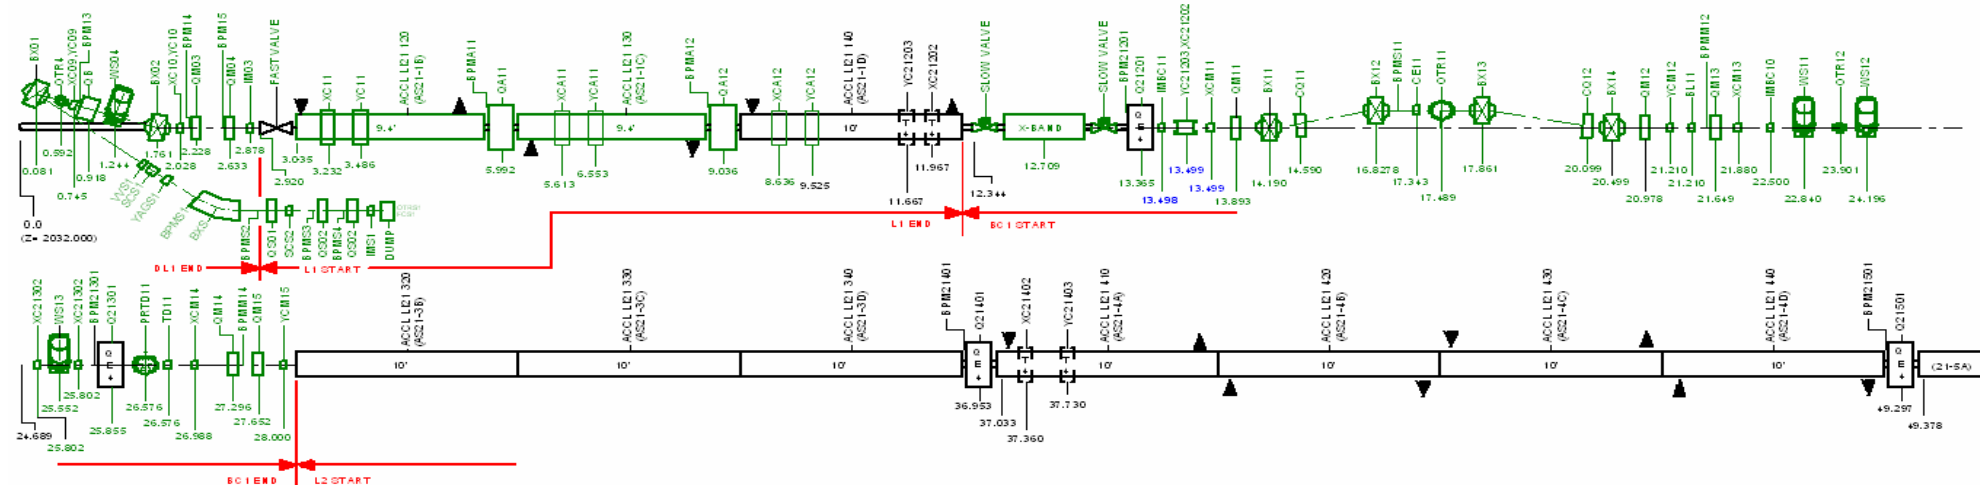 BX01
OTR4
XC09,YC09
BPM13
QB
WS04
BX02
XC10,YC10
BPM14
QM03
BPM15
QM04
IM03
FAST VALVE
XCA11
YCA11
ACCL LI21 120
(AS21-1B)
BPMA11
QA11
XCA11
YCA11
ACCL LI21 130
(AS21-1C)
BPMA12
QA12
XCA12
YCA12
ACCL LI21 140
(AS21-1D)
YC21203
XC21202
SLOW VALVE
SLOW VALVE
BPM21201
Q21201
IMBC11
YC21203,XC21202
XCM11
QM11
BX11
CQ11
BX12
BPMS11
CE11
OTR11
BX13
CQ12
BX14
QM12
YCM12
BL11
BPMM12
QM13
XCM13
IMBC10
WS11
OTR12
WS12
9.4'
9.4'
10'
X-BAND
0.081
0.592
0.745
0.918
1.244
1.761
2.028
2.228
2.633
2.878
2.920
3.035
3.232
3.486
5.992
5.613
6.553
9.036
8.636
9.525
11.667
11.967
12.344
12.709
13.365
13.498
13.499
13.499
13.893
14.190
14.590
16.8278
17.343
17.489
17.861
20.099
20.499
20.978
21.210
21.210
21.649
21.880
22.500
22.840
23.901
24.196
VVS1
SCS1
YAGS1
BPMS1
BXS
BPMS2
QS01
SCS2
BPMS3
QS02
BPMS4
QS02
IMS1
DUMP
0.0
(Z= 2032.000)
DL1 END
L1 START
L1 END
BC1 START
XC21302
WS13
XC21302
BPM21301
Q21301
PRTD11
TD11
XCM14
QM14
BPMM14
QM15
YCM15
ACCL LI21 320
(AS21-3B)
ACCL LI21 330
(AS21-3C)
ACCL LI21 340
(AS21-3D)
BPM21401
Q21401
XC21402
YC21403
ACCL LI21 410
(AS21-4A)
ACCL LI21 420
(AS21-4B)
ACCL LI21 430
(AS21-4C)
ACCL LI21 440
(AS21-4D)
BPM21501
Q21501
10'
10'
10'
10'
10'
10'
10'
(21-5A)
24.689
25.552
25.802
25.802
25.855
26.576
26.576
26.988
27.296
27.652
28.000
36.953
37.033
37.360
37.730
49.297
49.378
BC1 END
L2 START